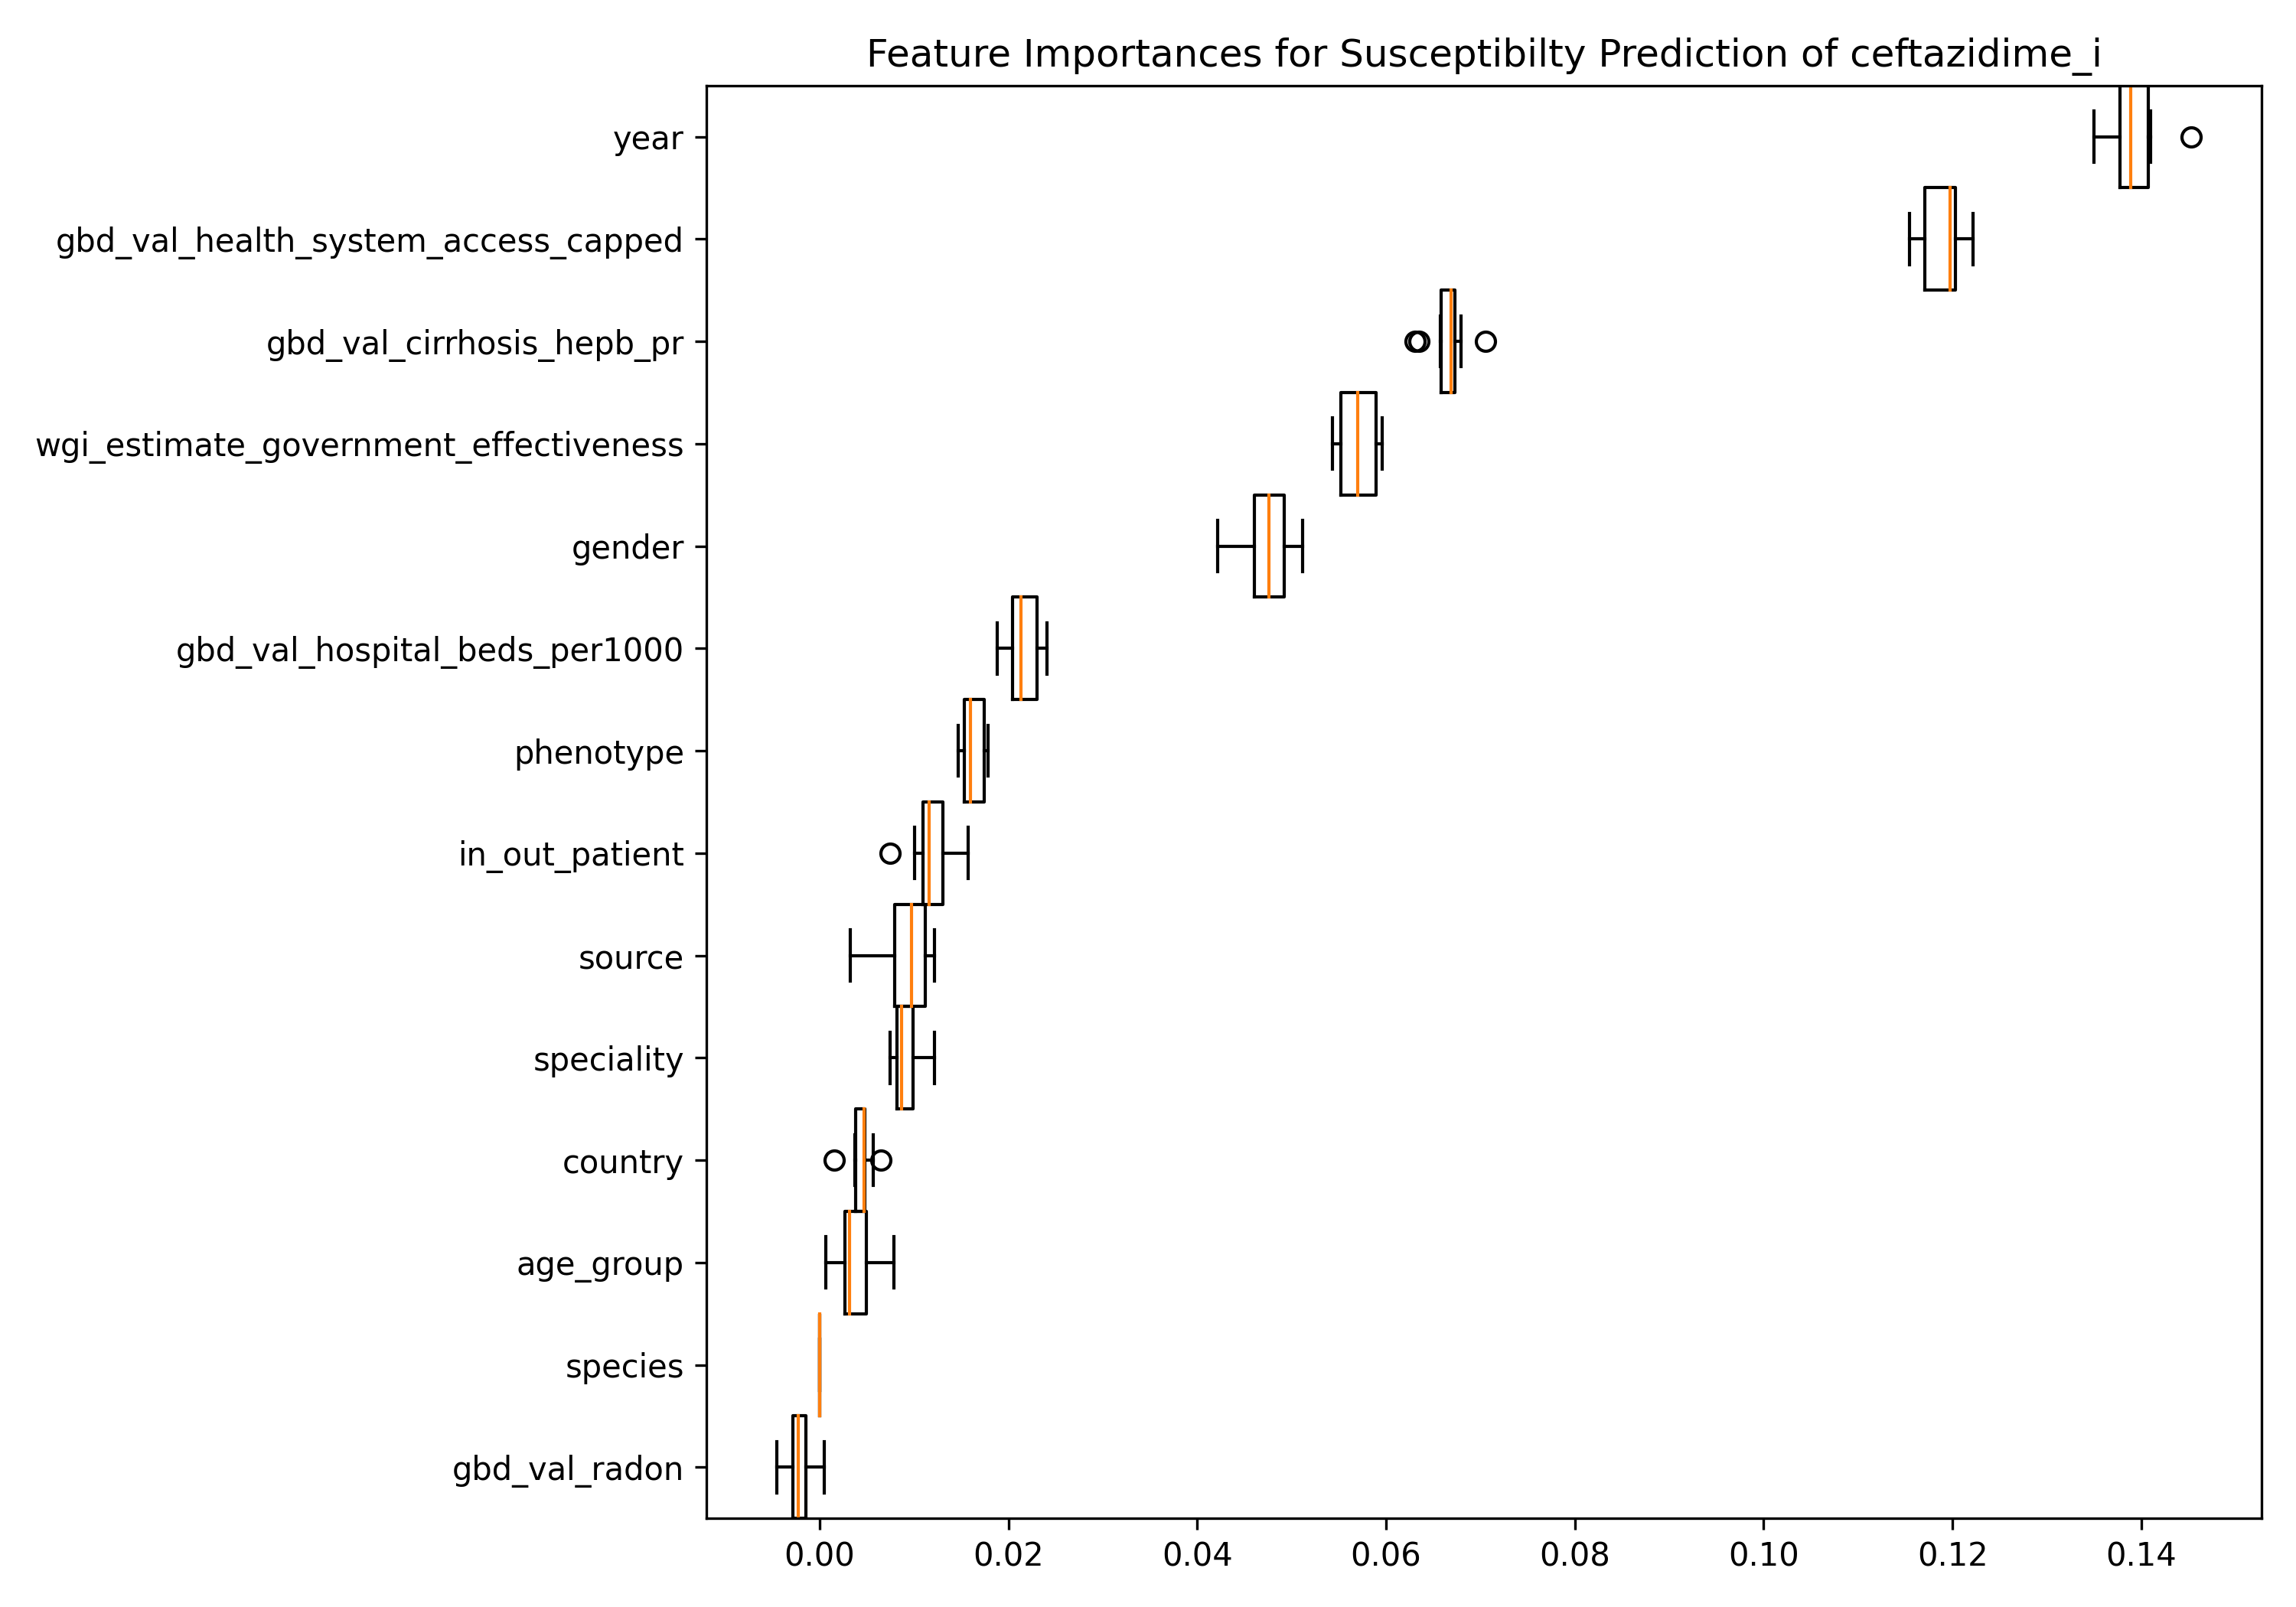 Feature Importances for Susceptibilty Prediction of ceftazidime_i
year
gbd_val_health_system_access_capped
gbd_val_cirrhosis_hepb_pr
wgi_estimate_government_effectiveness
gender
gbd_val_hospital_beds_per1000
phenotype
in_out_patient
source
speciality
country
age_group
species
gbd_val_radon
0.00 0.02 0.04 0.06 0.08 0.10 0.12 0.14